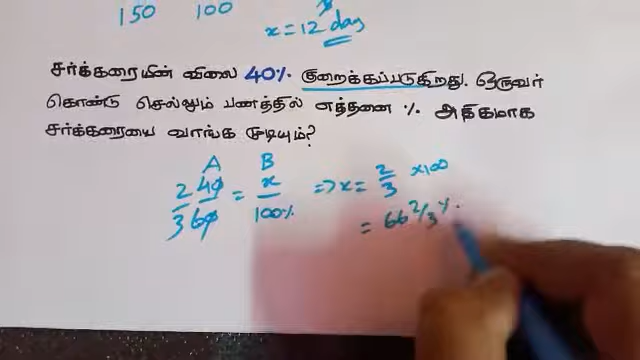 150 100
x = 12 day
சர்க்கரையின் விலை 40% குறைக்கப்படுகிறது. ஒருவர்
கொண்டு செல்லும் பணத்தில் எத்தனை % அதிகமாக
சர்க்கரையை வாங்க முடியும்?
A B
2 40 = x => x = 2/3 x100
3 60 100%
= 66 2/3 %